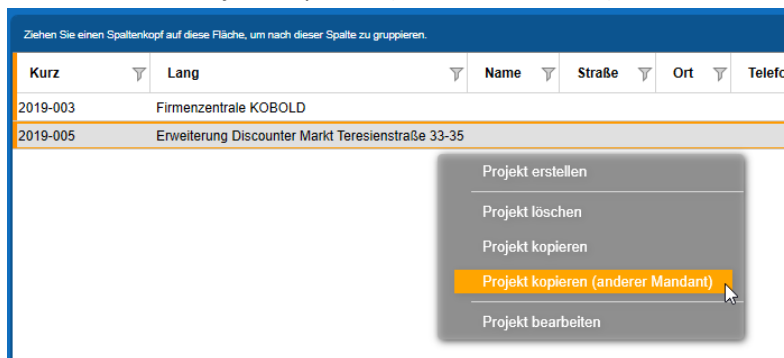 Ziehen Sie einen Spaltenkopf auf diese Fläche, um nach dieser Spalte zu gruppieren.
Kurz Lang Name Straße Ort Telefo
2019-003 Firmenzentrale KOBOLD
2019-005 Erweiterung Discounter Markt Teresienstraße 33-35
Projekt erstellen
Projekt löschen
Projekt kopieren
Projekt kopieren (anderer Mandant)
Projekt bearbeiten